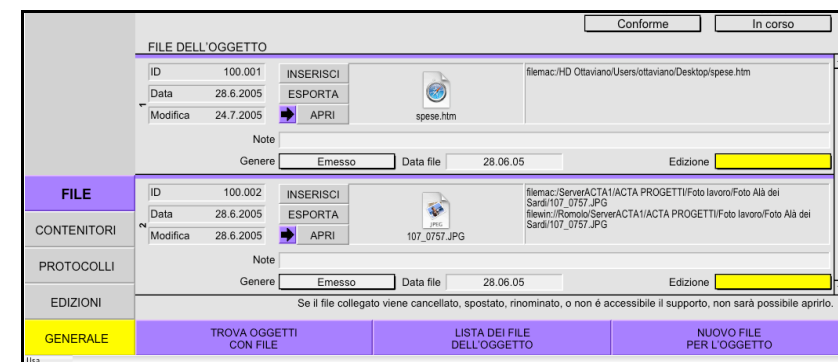 Conforme In corso
FILE DELL'OGGETTO
ID 100.001 INSERISCI filemac:/HD Ottaviano/Users/ottaviano/Desktop/spese.htm
1 Data 28.6.2005 ESPORTA
Modifica 24.7.2005 APRI spese.htm
Note
Genere Emesso Data file 28.06.05 Edizione
FILE
ID 100.002 INSERISCI filemac:/ServerACTA1/ACTA PROGETTI/Foto lavoro/Foto Alà dei
Sardi/107_0757.JPG
2 Data 28.6.2005 ESPORTA JPEG filewin://Romolo/ServerACTA1/ACTA PROGETTI/Foto lavoro/Foto Alà dei
Sardi/107_0757.JPG
CONTENITORI
Modifica 28.6.2005 APRI 107_0757.JPG
PROTOCOLLI
Note
Genere Emesso Data file 28.06.05 Edizione
EDIZIONI
Se il file collegato viene cancellato, spostato, rinominato, o non é accessibile il supporto, non sarà possibile aprirlo.
GENERALE
TROVA OGGETTI
CON FILE
LISTA DEI FILE
DELL'OGGETTO
NUOVO FILE
PER L'OGGETTO
Usa